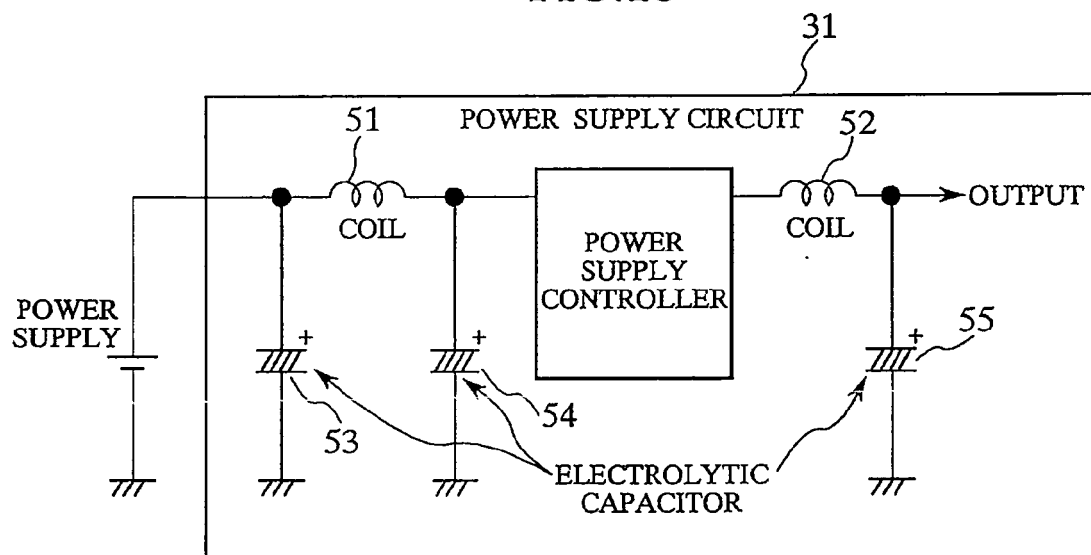 31
POWER SUPPLY CIRCUIT
51
52
COIL
COIL
OUTPUT
POWER
SUPPLY
CONTROLLER
POWER
SUPPLY
+
+
+
53
54
55
ELECTROLYTIC
CAPACITOR